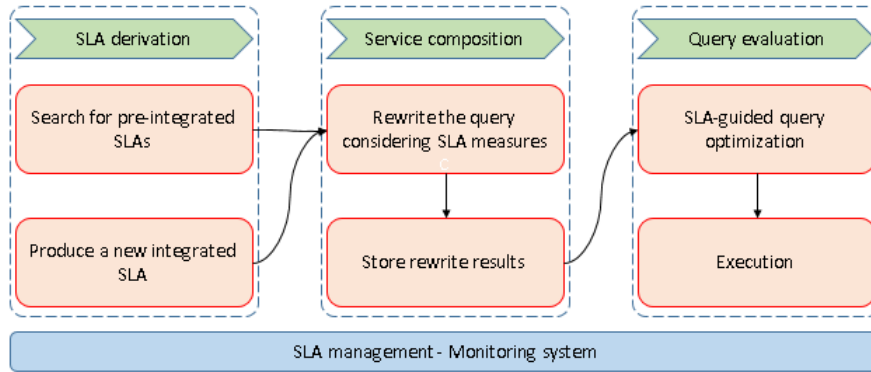 SLA derivation
Service composition
Query evaluation
Search for pre-integrated
SLAs
Rewrite the query
considering SLA measures
C
SLA-guided query
optimization
Produce a new integrated
SLA
Store rewrite results
Execution
SLA management - Monitoring system